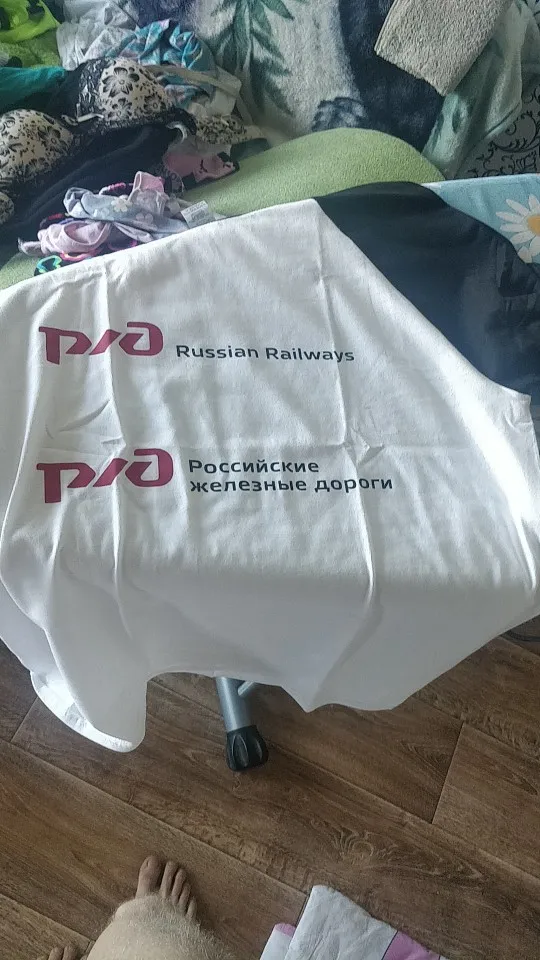 ржд Russian Railways
ржд Российские
железные дороги